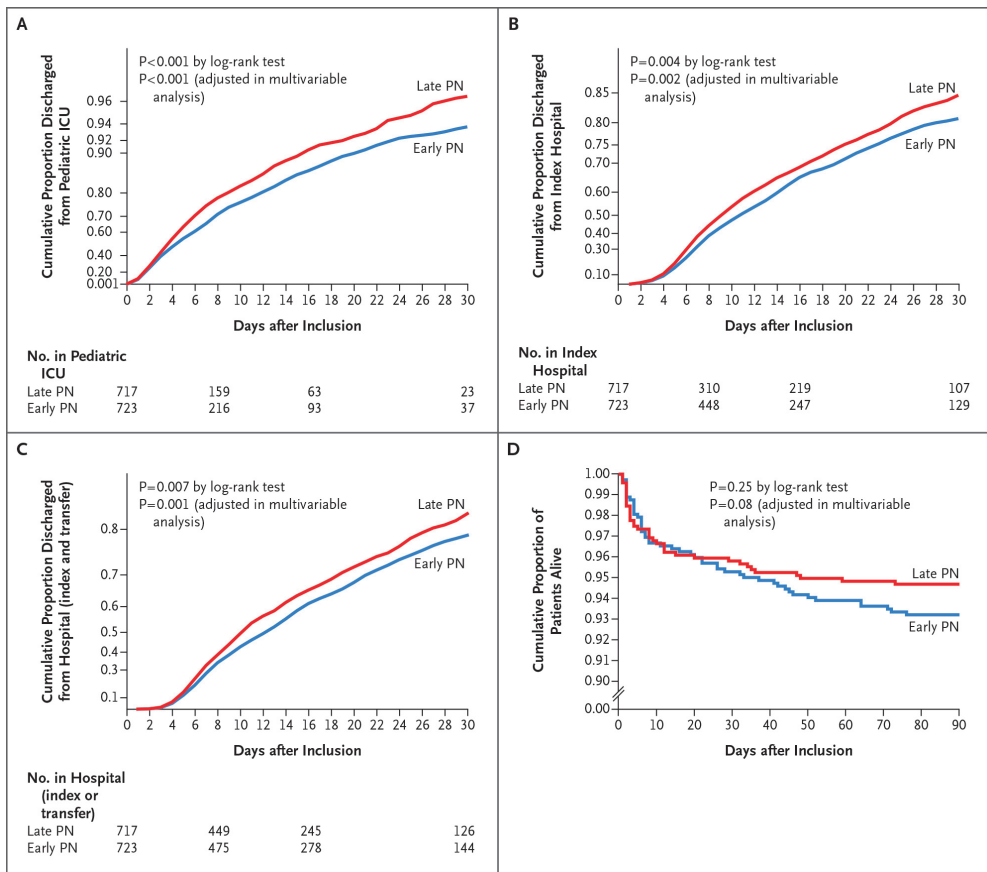 A
P<0.001 by log-rank test
P<0.001 (adjusted in multivariable
analysis)
Cumulative Proportion Discharged
from Pediatric ICU
0.96
0.94
0.92
0.90
0.80
0.70
0.60
0.40
0.20
0.001
Late PN
Early PN
0 2 4 6 8 10 12 14 16 18 20 22 24 26 28 30
Days after Inclusion
No. in Pediatric
ICU
Late PN 717 159 63 23
Early PN 723 216 93 37
B
P=0.004 by log-rank test
P=0.002 (adjusted in multivariable
analysis)
Cumulative Proportion Discharged
from Index Hospital
0.85
0.80
0.75
0.70
0.60
0.50
0.40
0.30
0.10
Late PN
Early PN
0 2 4 6 8 10 12 14 16 18 20 22 24 26 28 30
Days after Inclusion
No. in Index
Hospital
Late PN 717 310 219 107
Early PN 723 448 247 129
C
P=0.007 by log-rank test
P=0.001 (adjusted in multivariable
analysis)
Cumulative Proportion Discharged
from Hospital (index and transfer)
0.8
0.7
0.6
0.5
0.4
0.3
0.1
Late PN
Early PN
0 2 4 6 8 10 12 14 16 18 20 22 24 26 28 30
Days after Inclusion
No. in Hospital
(index or
transfer)
Late PN 717 449 245 126
Early PN 723 475 278 144
D
P=0.25 by log-rank test
P=0.08 (adjusted in multivariable
analysis)
Cumulative Proportion of
Patients Alive
1.00
0.99
0.98
0.97
0.96
0.95
0.94
0.93
0.92
0.91
0.90
0.00
Late PN
Early PN
0 10 20 30 40 50 60 70 80 90
Days after Inclusion